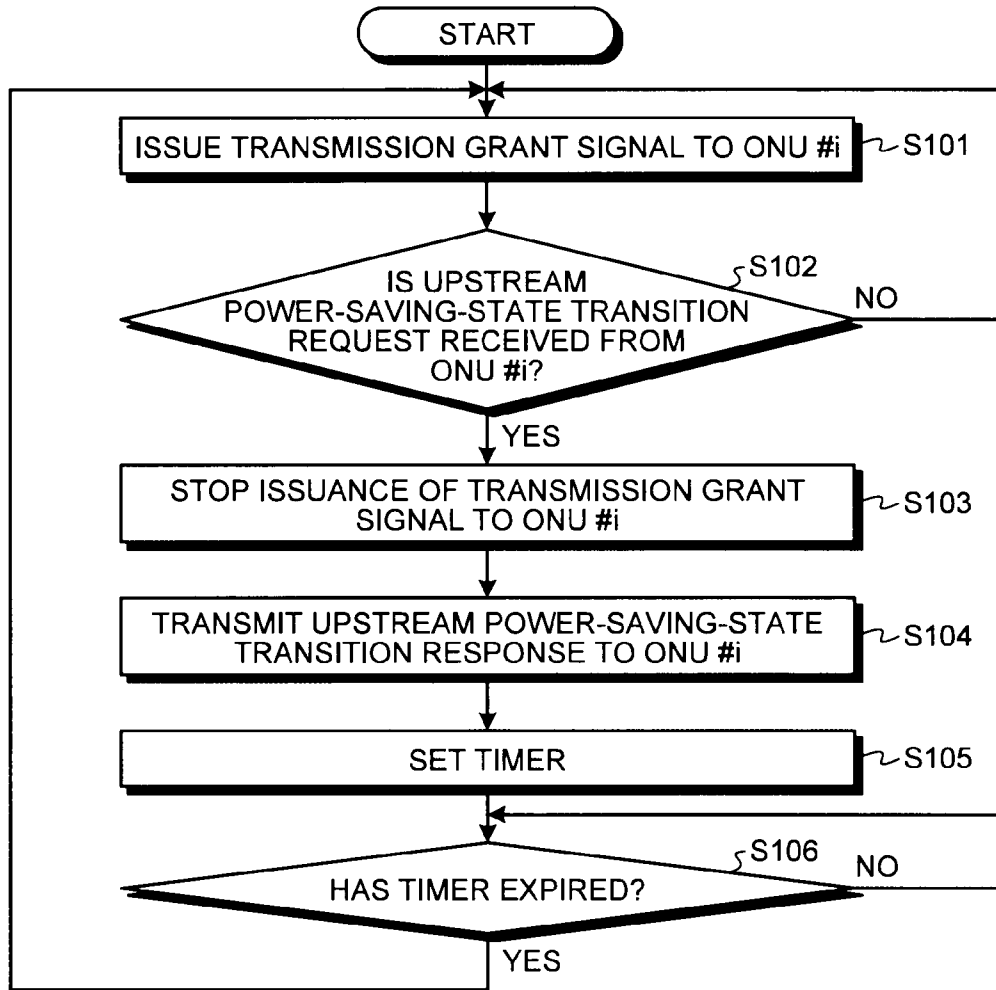 START
ISSUE TRANSMISSION GRANT SIGNAL TO ONU #i
S101
IS UPSTREAM
POWER-SAVING-STATE TRANSITION
REQUEST RECEIVED FROM
ONU #i?
S102
NO
YES
STOP ISSUANCE OF TRANSMISSION GRANT
SIGNAL TO ONU #i
S103
TRANSMIT UPSTREAM POWER-SAVING-STATE
TRANSITION RESPONSE TO ONU #i
S104
SET TIMER
S105
HAS TIMER EXPIRED?
S106
NO
YES